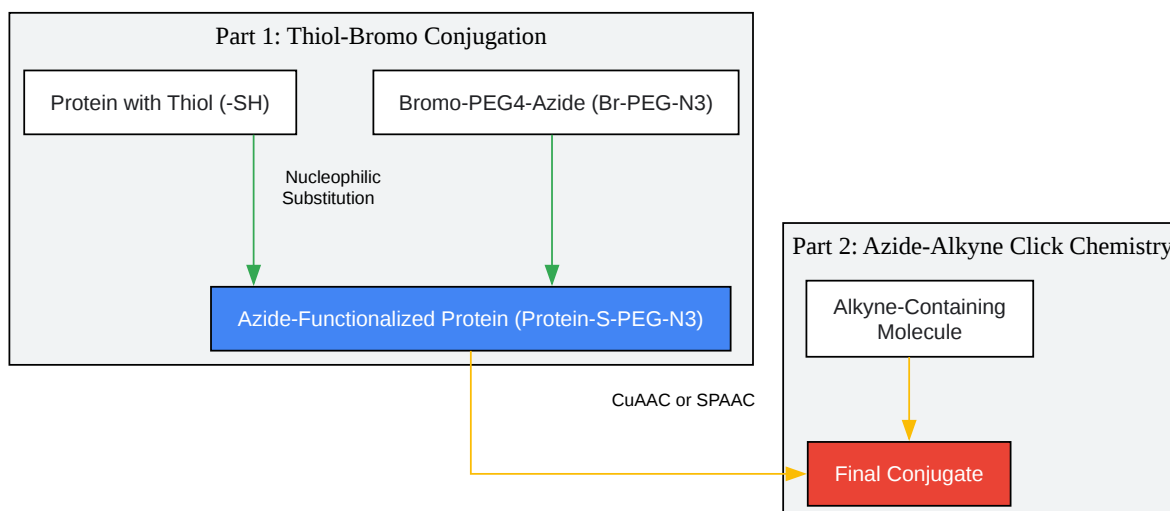 Part 1: Thiol-Bromo Conjugation
Protein with Thiol (-SH)
Bromo-PEG4-Azide (Br-PEG-N3)
Nucleophilic
Substitution
Azide-Functionalized Protein (Protein-S-PEG-N3)
CuAAC or SPAAC
Part 2: Azide-Alkyne Click Chemistry
Alkyne-Containing
Molecule
Final Conjugate